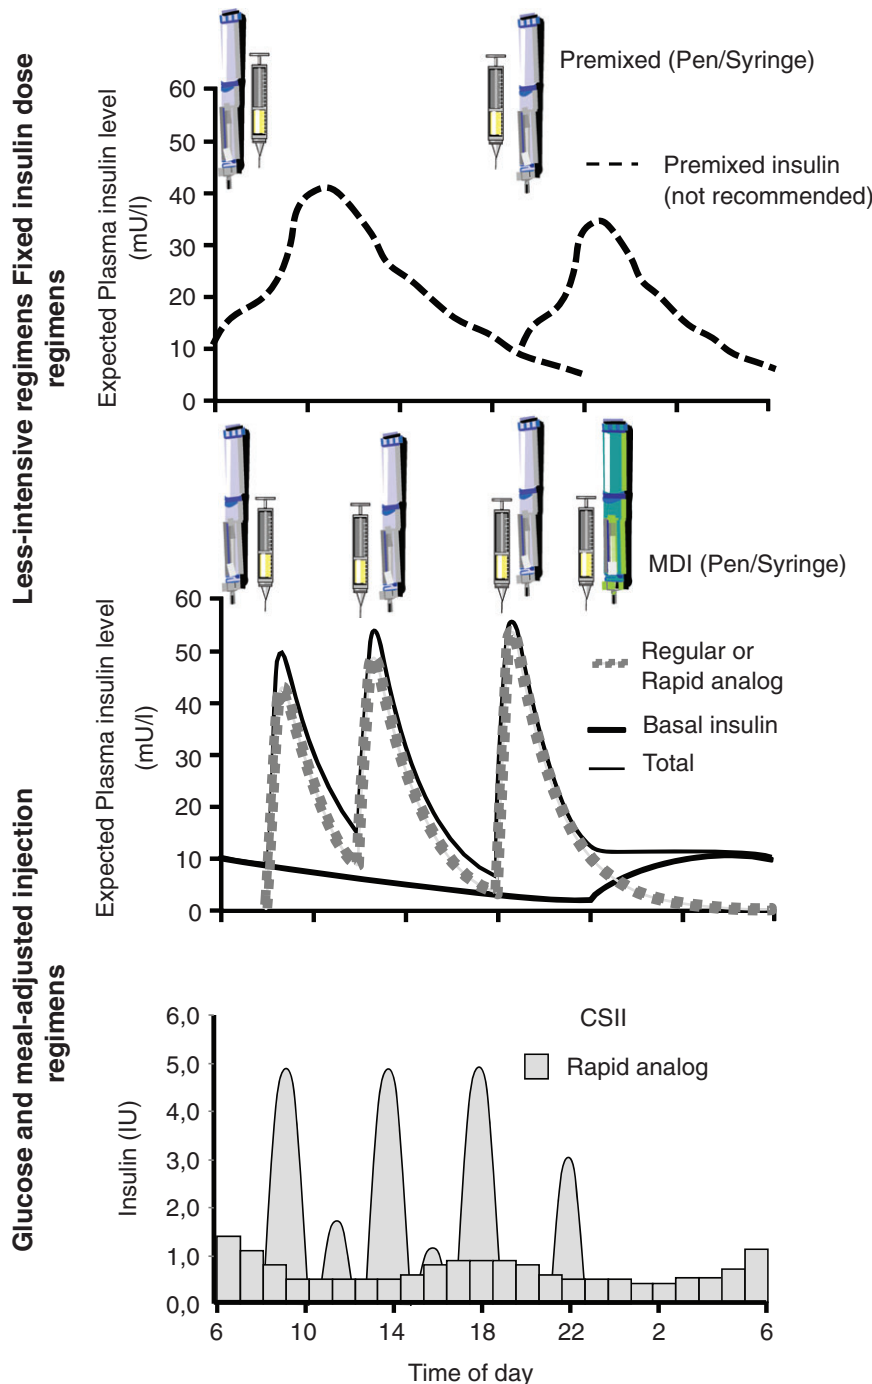 Less-intensive regimens Fixed insulin dose
regimens
Expected Plasma insulin level
(mU/l)
60
50
40
30
20
10
0
Premixed (Pen/Syringe)
Premixed insulin
(not recommended)
Glucose and meal-adjusted injection
regimens
Expected Plasma insulin level
(mU/l)
60
50
40
30
20
10
0
MDI (Pen/Syringe)
Regular or
Rapid analog
Basal insulin
Total
Insulin (IU)
6,0
5,0
4,0
3,0
2,0
1,0
0,0
CSII
Rapid analog
6 10 14 18 22 2 6
Time of day